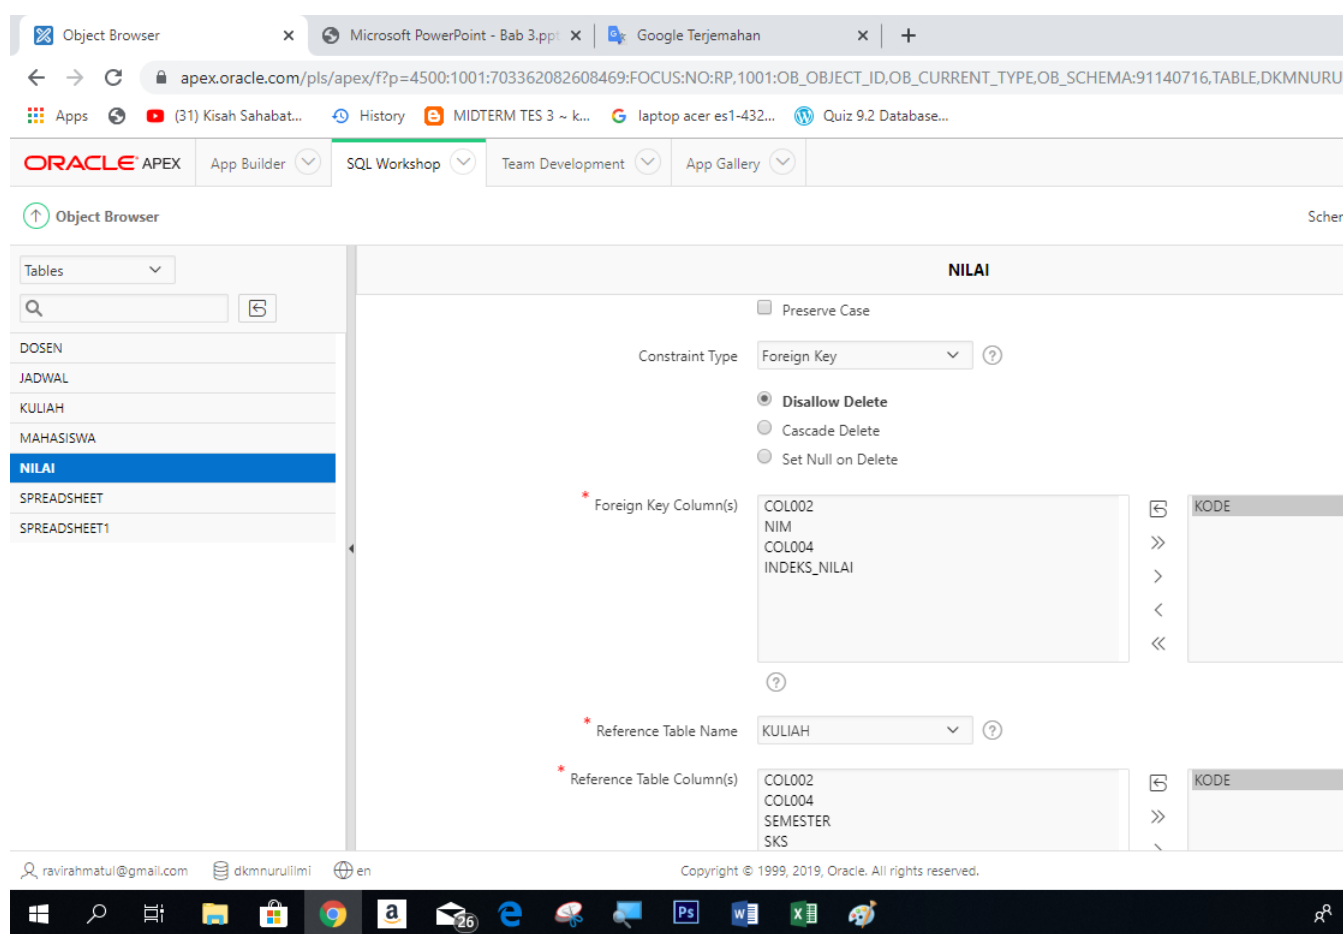 Object Browser
Microsoft PowerPoint - Bab 3.ppt
Google Terjemahan
apex.oracle.com/pls/apex/f?p=4500:1001:703362082608469:FOCUS:NO:RP,1001:OB_OBJECT_ID,OB_CURRENT_TYPE,OB_SCHEMA:91140716,TABLE,DKMNURU
Apps
(31) Kisah Sahabat...
History
MIDTERM TES 3 ~ k...
laptop acer es1-432...
Quiz 9.2 Database...
ORACLE APEX
App Builder
SQL Workshop
Team Development
App Gallery
Object Browser
Scher
Tables
NILAI
DOSEN
JADWAL
KULIAH
MAHASISWA
NILAI
SPREADSHEET
SPREADSHEET1
Preserve Case
Constraint Type
Foreign Key
Disallow Delete
Cascade Delete
Set Null on Delete
* Foreign Key Column(s)
COL002
NIM
COL004
INDEKS_NILAI
KODE
* Reference Table Name
KULIAH
* Reference Table Column(s)
COL002
COL004
SEMESTER
SKS
KODE
ravirahmatul@gmail.com
dkmnurulilmi
en
Copyright © 1999, 2019, Oracle. All rights reserved.
a
26
Ps